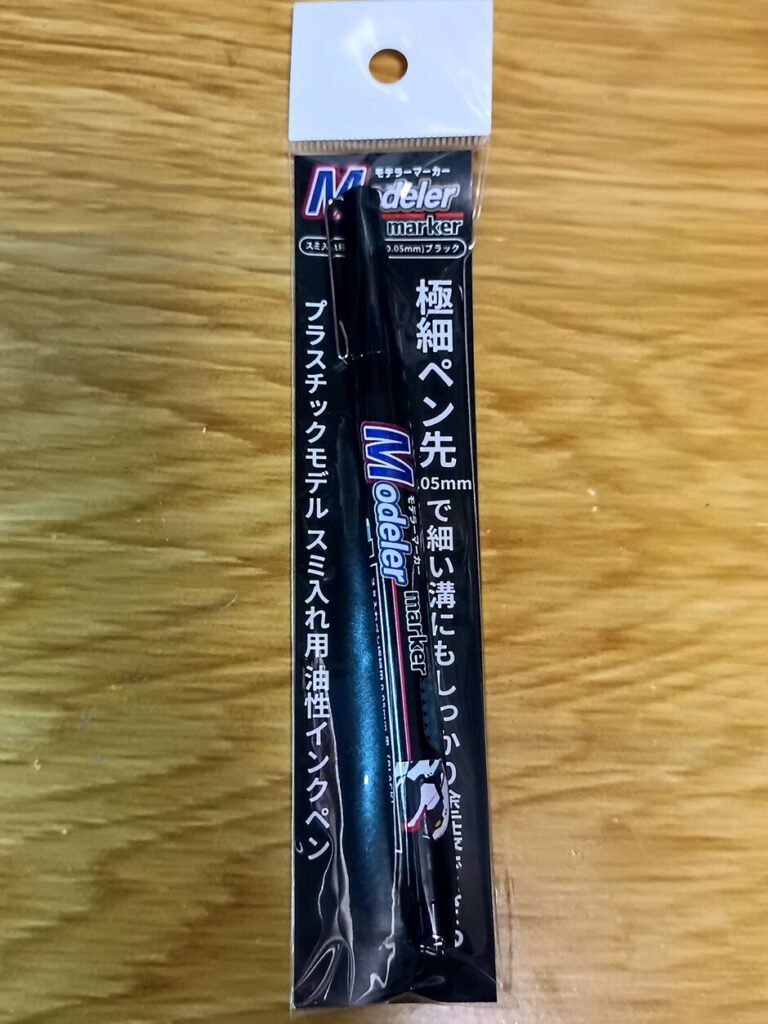 モデラーマーカー
Modeler
marker
スミ入れ 0.05mm)ブラック
極細ペン先
.05mm
で細い溝にもしっかり
プラスチックモデル スミ入れ用油性インクペン
Modeler
モデラーマーカー
marker